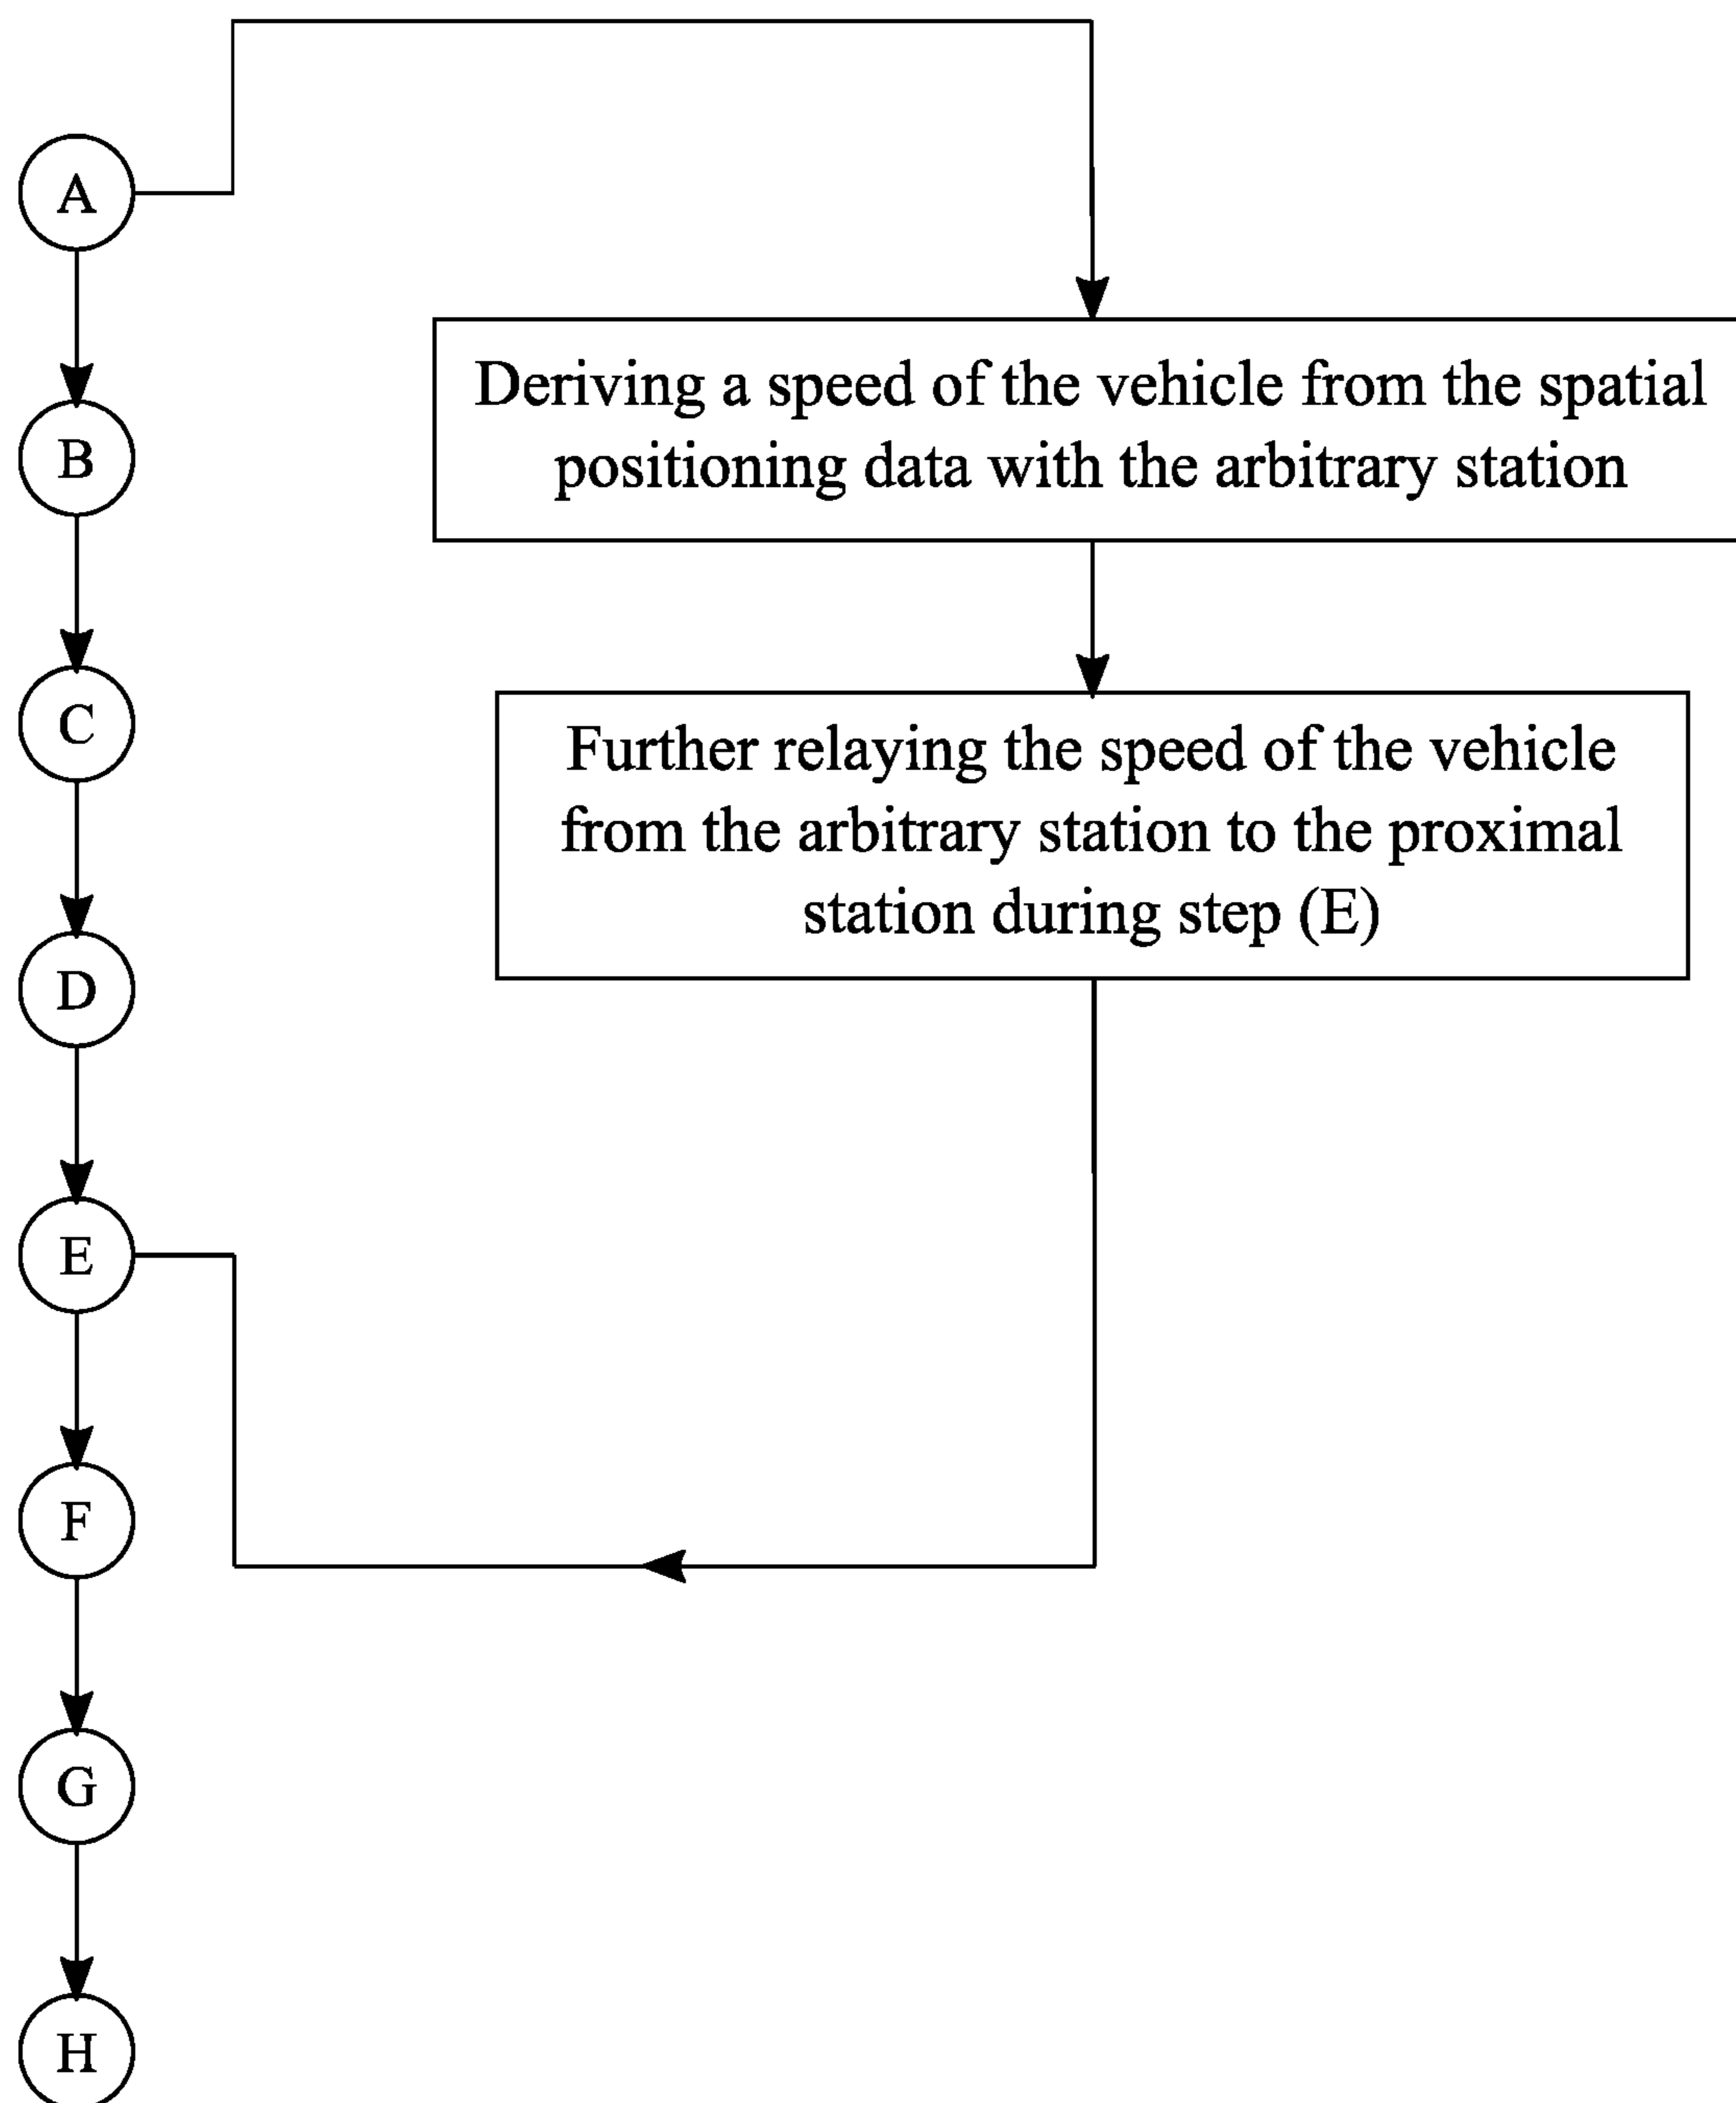 A
B
C
D
E
F
G
H
Deriving a speed of the vehicle from the spatial
positioning data with the arbitrary station
Further relaying the speed of the vehicle
from the arbitrary station to the proximal
station during step (E)